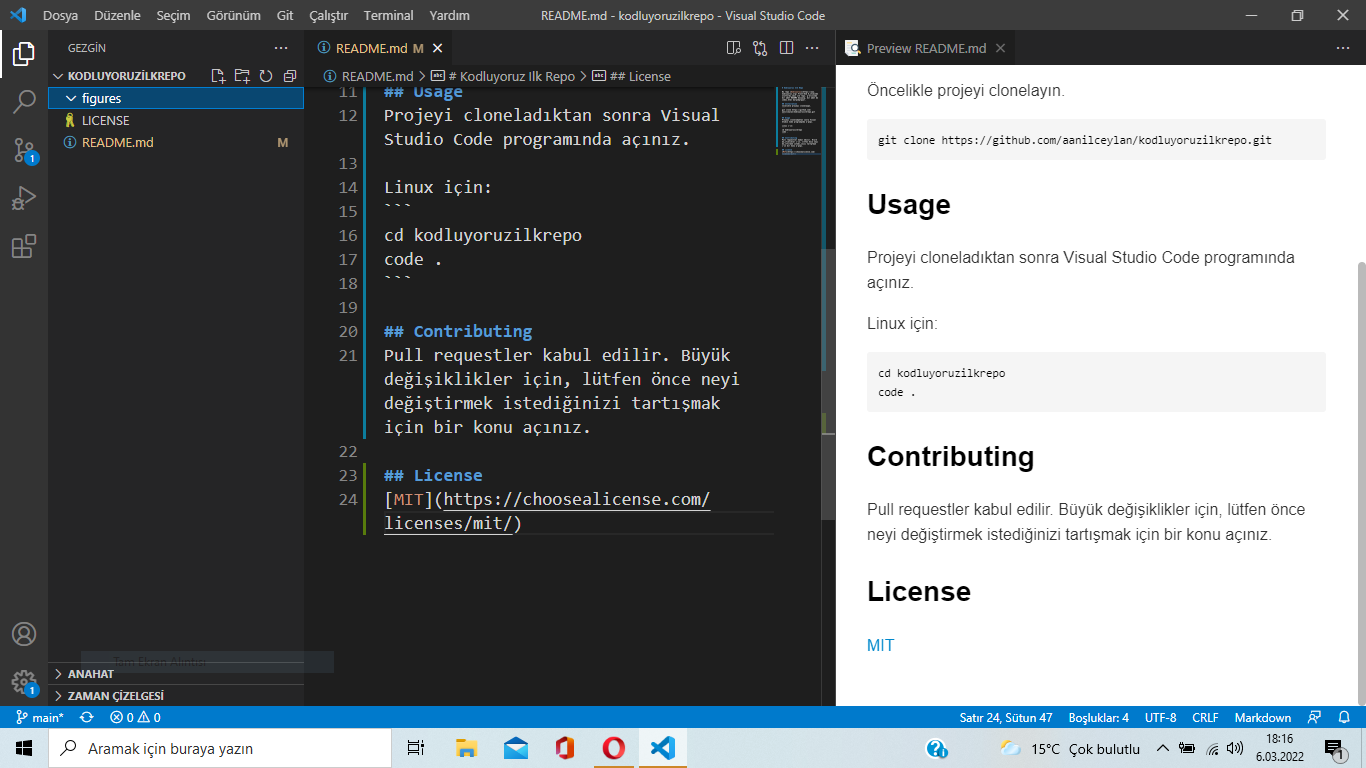 Dosya Düzenle Seçim Görünüm Git Çalıştır Terminal Yardım README.md - kodluyoruzilkrepo - Visual Studio Code
GEZGİN
KODLUYORUZİLKREPO
figures
LICENSE
README.md M
ANAHAT
ZAMAN ÇİZELGESİ
README.md M
README.md > # Kodluyoruz Ilk Repo > ## License
11 ## Usage
12 Projeyi cloneladıktan sonra Visual
Studio Code programında açınız.
13
14 Linux için:
15 ```
16 cd kodluyoruzilkrepo
17 code .
18 ```
19
20 ## Contributing
21 Pull requestler kabul edilir. Büyük
değişiklikler için, lütfen önce neyi
değiştirmek istediğinizi tartışmak
için bir konu açınız.
22
23 ## License
24 [MIT](https://choosealicense.com/
licenses/mit/)
Preview README.md
Öncelikle projeyi clonelayın.
git clone https://github.com/aanilceylan/kodluyoruzilkrepo.git
Usage
Projeyi cloneladıktan sonra Visual Studio Code programında
açınız.
Linux için:
cd kodluyoruzilkrepo
code .
Contributing
Pull requestler kabul edilir. Büyük değişiklikler için, lütfen önce
neyi değiştirmek istediğinizi tartışmak için bir konu açınız.
License
MIT
1
1
Tam Ekran Alıntısı
main* 0 0 Satır 24, Sütun 47 Boşluklar: 4 UTF-8 CRLF Markdown
Aramak için buraya yazın 15°C Çok bulutlu 18:16
6.03.2022 1